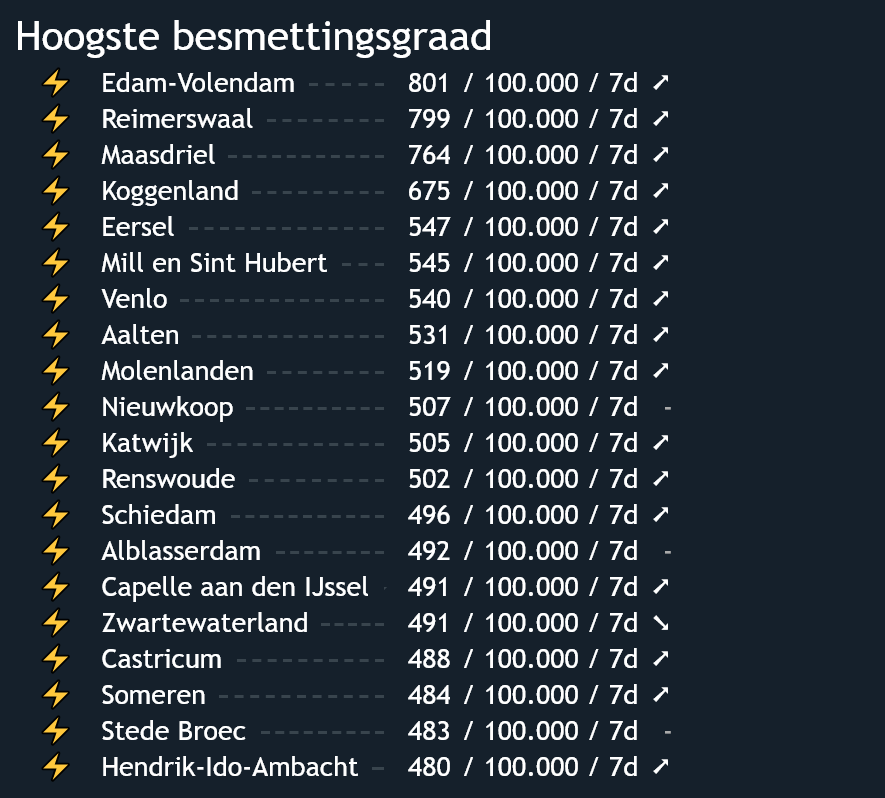 Hoogste besmettingsgraad
⚡ Edam-Volendam ----- 801 / 100.000 / 7d ➚
⚡ Reimerswaal -------- 799 / 100.000 / 7d ➚
⚡ Maasdriel ----------- 764 / 100.000 / 7d ➚
⚡ Koggenland --------- 675 / 100.000 / 7d ➚
⚡ Eersel -------------- 547 / 100.000 / 7d ➚
⚡ Mill en Sint Hubert --- 545 / 100.000 / 7d ➚
⚡ Venlo -------------- 540 / 100.000 / 7d ➚
⚡ Aalten ------------- 531 / 100.000 / 7d ➚
⚡ Molenlanden -------- 519 / 100.000 / 7d ➚
⚡ Nieuwkoop --------- 507 / 100.000 / 7d -
⚡ Katwijk ------------ 505 / 100.000 / 7d ➚
⚡ Renswoude --------- 502 / 100.000 / 7d ➚
⚡ Schiedam ---------- 496 / 100.000 / 7d ➚
⚡ Alblasserdam ------- 492 / 100.000 / 7d -
⚡ Capelle aan den IJssel - 491 / 100.000 / 7d ➚
⚡ Zwartewaterland ---- 491 / 100.000 / 7d ➘
⚡ Castricum ---------- 488 / 100.000 / 7d ➚
⚡ Someren ----------- 484 / 100.000 / 7d ➚
⚡ Stede Broec -------- 483 / 100.000 / 7d -
⚡ Hendrik-Ido-Ambacht - 480 / 100.000 / 7d ➚